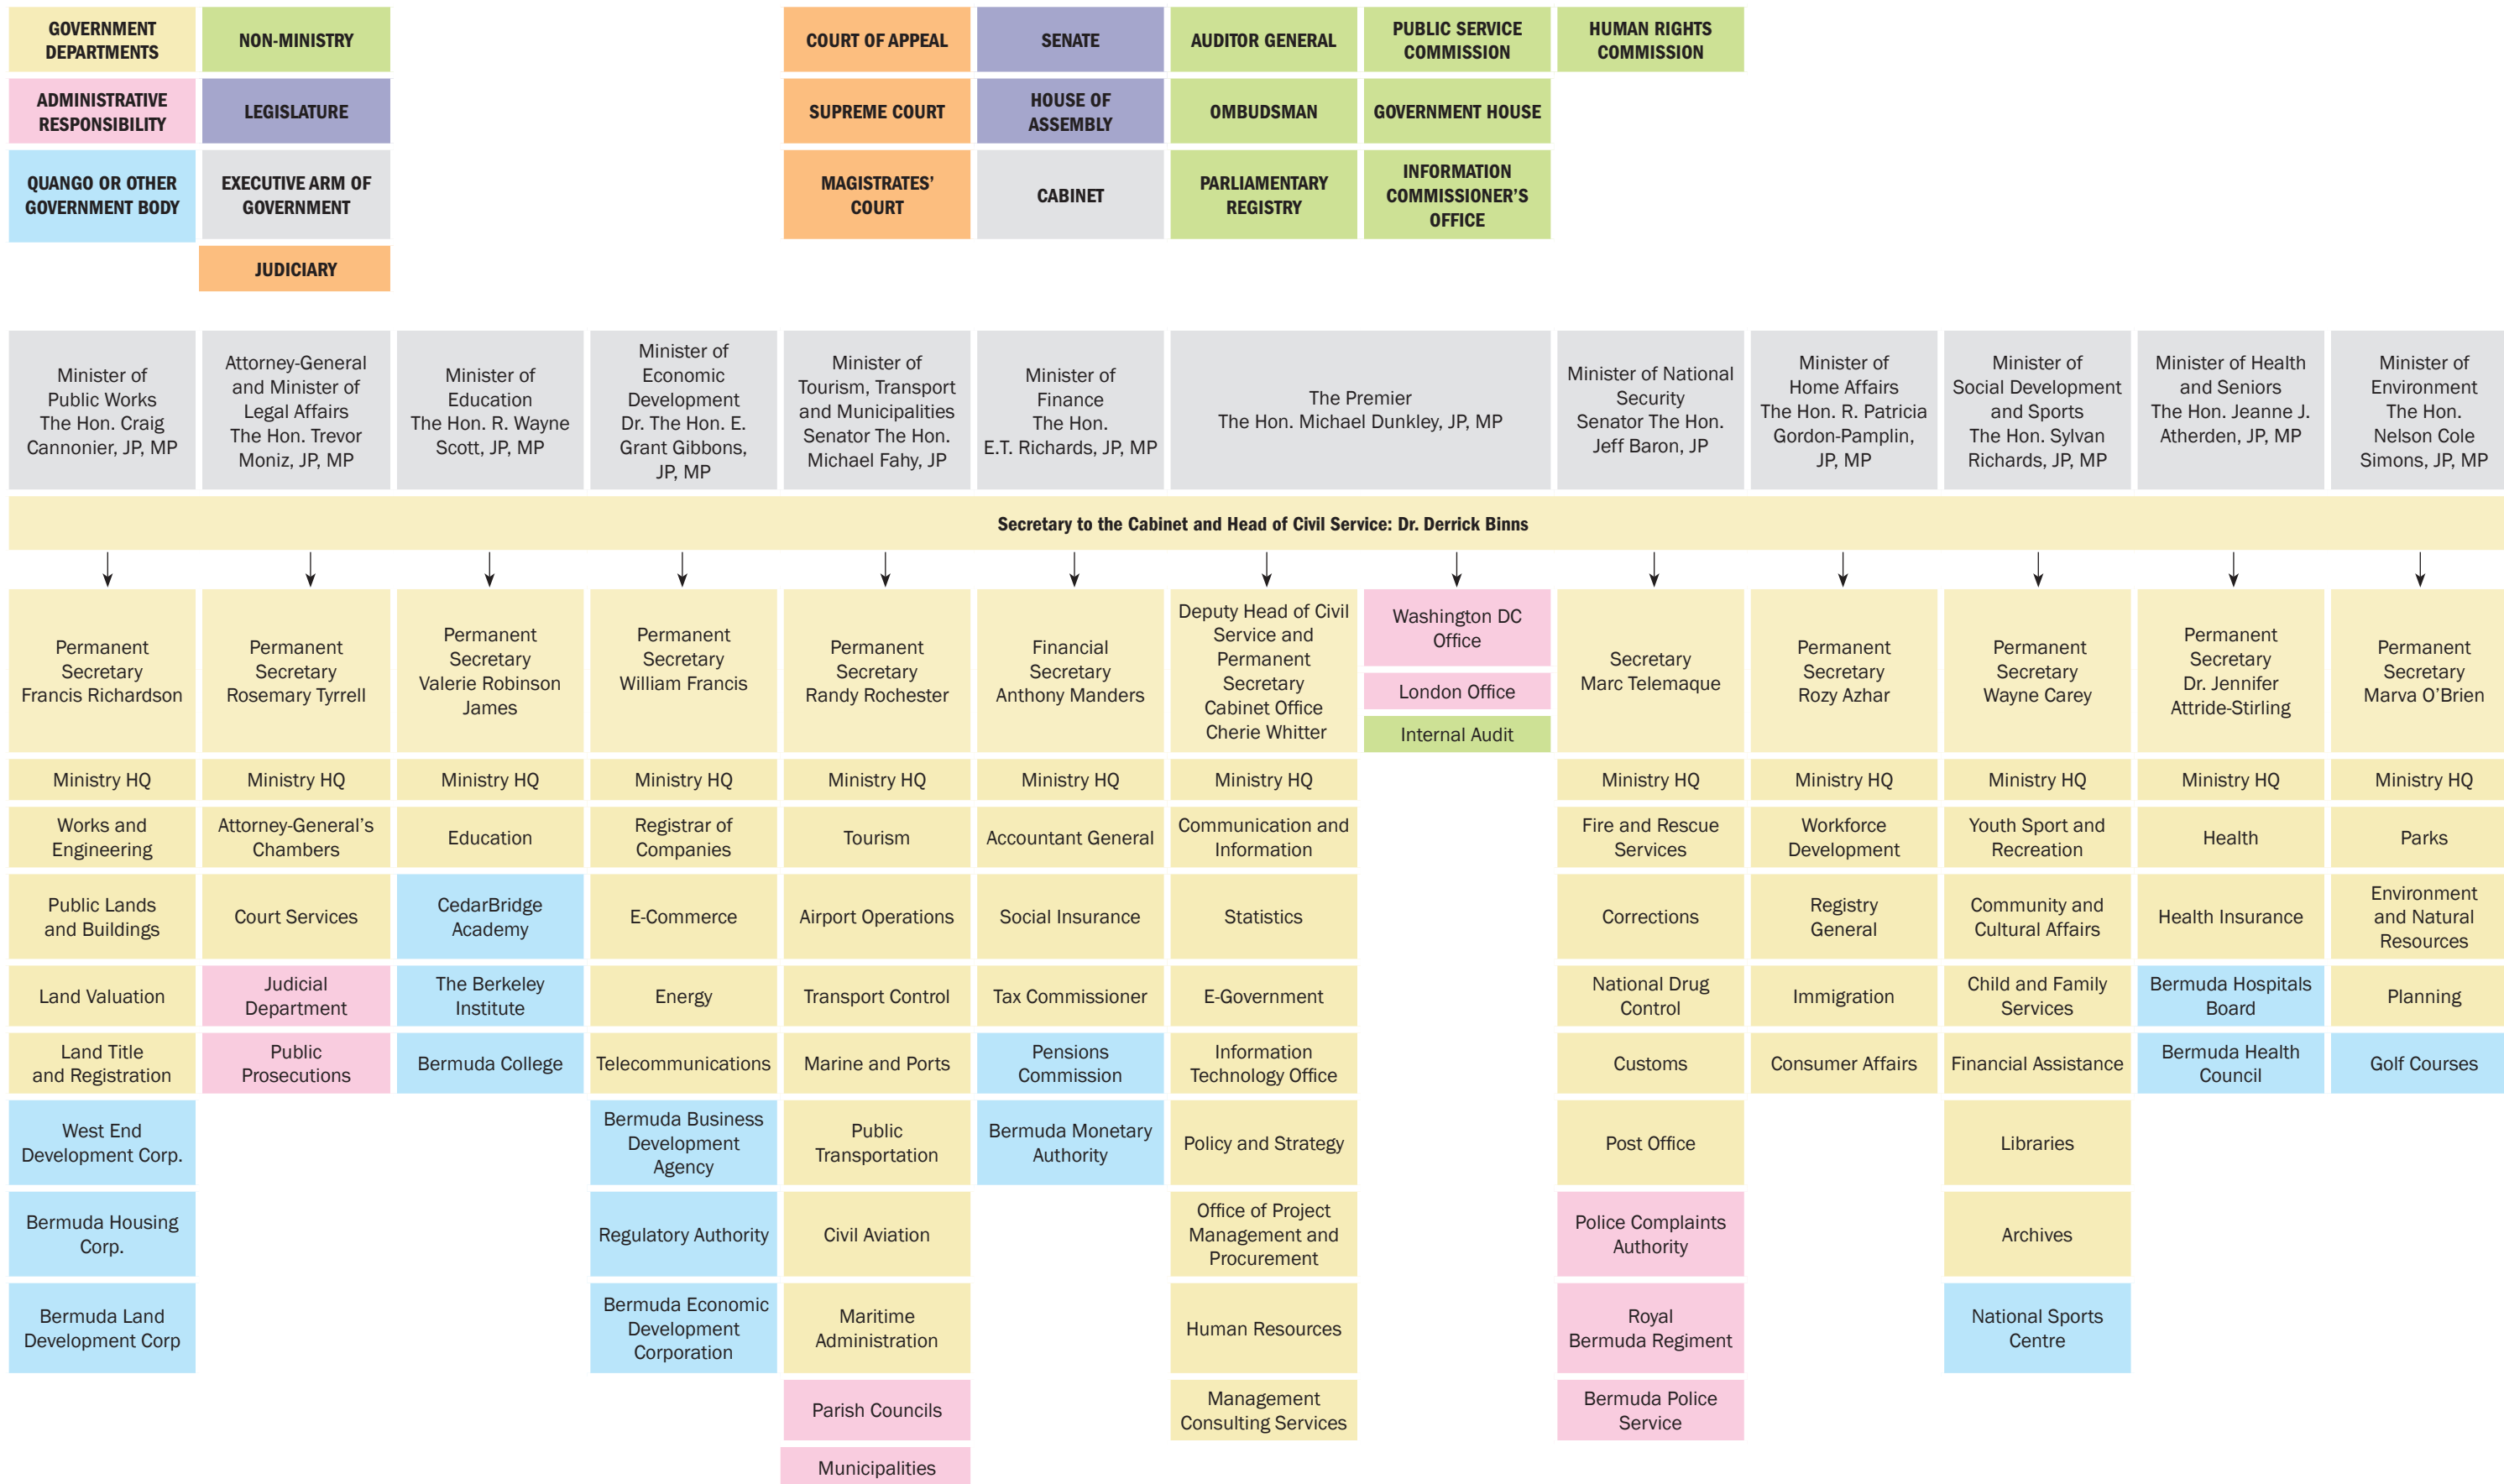 GOVERNMENT
DEPARTMENTS
NON-MINISTRY
ADMINISTRATIVE
RESPONSIBILITY
LEGISLATURE
QUANGO OR OTHER
GOVERNMENT BODY
EXECUTIVE ARM OF
GOVERNMENT
JUDICIARY
COURT OF APPEAL
SENATE
AUDITOR GENERAL
PUBLIC SERVICE
COMMISSION
HUMAN RIGHTS
COMMISSION
SUPREME COURT
HOUSE OF
ASSEMBLY
OMBUDSMAN
GOVERNMENT HOUSE
MAGISTRATES'
COURT
CABINET
PARLIAMENTARY
REGISTRY
INFORMATION
COMMISSIONER'S
OFFICE
Minister of
Public Works
The Hon. Craig
Cannonier, JP, MP
Attorney-General
and Minister of
Legal Affairs
The Hon. Trevor
Moniz, JP, MP
Minister of
Education
The Hon. R. Wayne
Scott, JP, MP
Minister of
Economic
Development
Dr. The Hon. E.
Grant Gibbons,
JP, MP
Minister of
Tourism, Transport
and Municipalities
Senator The Hon.
Michael Fahy, JP
Minister of
Finance
The Hon.
E.T. Richards, JP, MP
The Premier
The Hon. Michael Dunkley, JP, MP
Minister of National
Security
Senator The Hon.
Jeff Baron, JP
Minister of
Home Affairs
The Hon. R. Patricia
Gordon-Pamplin,
JP, MP
Minister of
Social Development
and Sports
The Hon. Sylvan
Richards, JP, MP
Minister of Health
and Seniors
The Hon. Jeanne J.
Atherden, JP, MP
Minister of
Environment
The Hon.
Nelson Cole
Simons, JP, MP
Secretary to the Cabinet and Head of Civil Service: Dr. Derrick Binns
Permanent
Secretary
Francis Richardson
Ministry HQ
Works and
Engineering
Public Lands
and Buildings
Land Valuation
Land Title
and Registration
West End
Development Corp.
Bermuda Housing
Corp.
Bermuda Land
Development Corp
Permanent
Secretary
Rosemary Tyrrell
Ministry HQ
Attorney-General's
Chambers
Court Services
Judicial
Department
Public
Prosecutions
Permanent
Secretary
Valerie Robinson
James
Ministry HQ
Education
CedarBridge
Academy
The Berkeley
Institute
Bermuda College
Permanent
Secretary
William Francis
Ministry HQ
Registrar of
Companies
E-Commerce
Energy
Telecommunications
Bermuda Business
Development
Agency
Regulatory Authority
Bermuda Economic
Development
Corporation
Permanent
Secretary
Randy Rochester
Ministry HQ
Tourism
Airport Operations
Transport Control
Marine and Ports
Public
Transportation
Civil Aviation
Maritime
Administration
Parish Councils
Municipalities
Financial
Secretary
Anthony Manders
Ministry HQ
Accountant General
Social Insurance
Tax Commissioner
Pensions
Commission
Bermuda Monetary
Authority
Deputy Head of Civil
Service and
Permanent
Secretary
Cabinet Office
Cherie Whitter
Ministry HQ
Communication and
Information
Statistics
E-Government
Information
Technology Office
Policy and Strategy
Office of Project
Management and
Procurement
Human Resources
Management
Consulting Services
Washington DC
Office
London Office
Internal Audit
Secretary
Marc Telemaque
Ministry HQ
Fire and Rescue
Services
Corrections
National Drug
Control
Customs
Post Office
Police Complaints
Authority
Royal
Bermuda Regiment
Bermuda Police
Service
Permanent
Secretary
Rozy Azhar
Ministry HQ
Workforce
Development
Registry
General
Immigration
Consumer Affairs
Permanent
Secretary
Wayne Carey
Ministry HQ
Youth Sport and
Recreation
Community and
Cultural Affairs
Child and Family
Services
Financial Assistance
Libraries
Archives
National Sports
Centre
Permanent
Secretary
Dr. Jennifer
Attride-Stirling
Ministry HQ
Health
Health Insurance
Bermuda Hospitals
Board
Bermuda Health
Council
Permanent
Secretary
Marva O'Brien
Ministry HQ
Parks
Environment
and Natural
Resources
Planning
Golf Courses